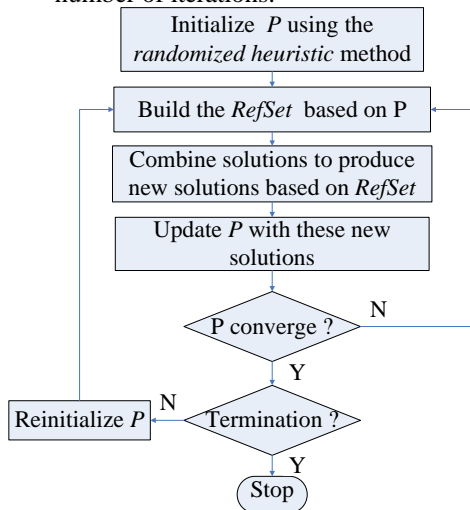 number of iterations.
Initialize P using the
randomized heuristic method
Build the RefSet based on P
Combine solutions to produce
new solutions based on RefSet
Update P with these new
solutions
P converge ?
N
Y
Reinitialize P
N
Termination ?
Y
Stop